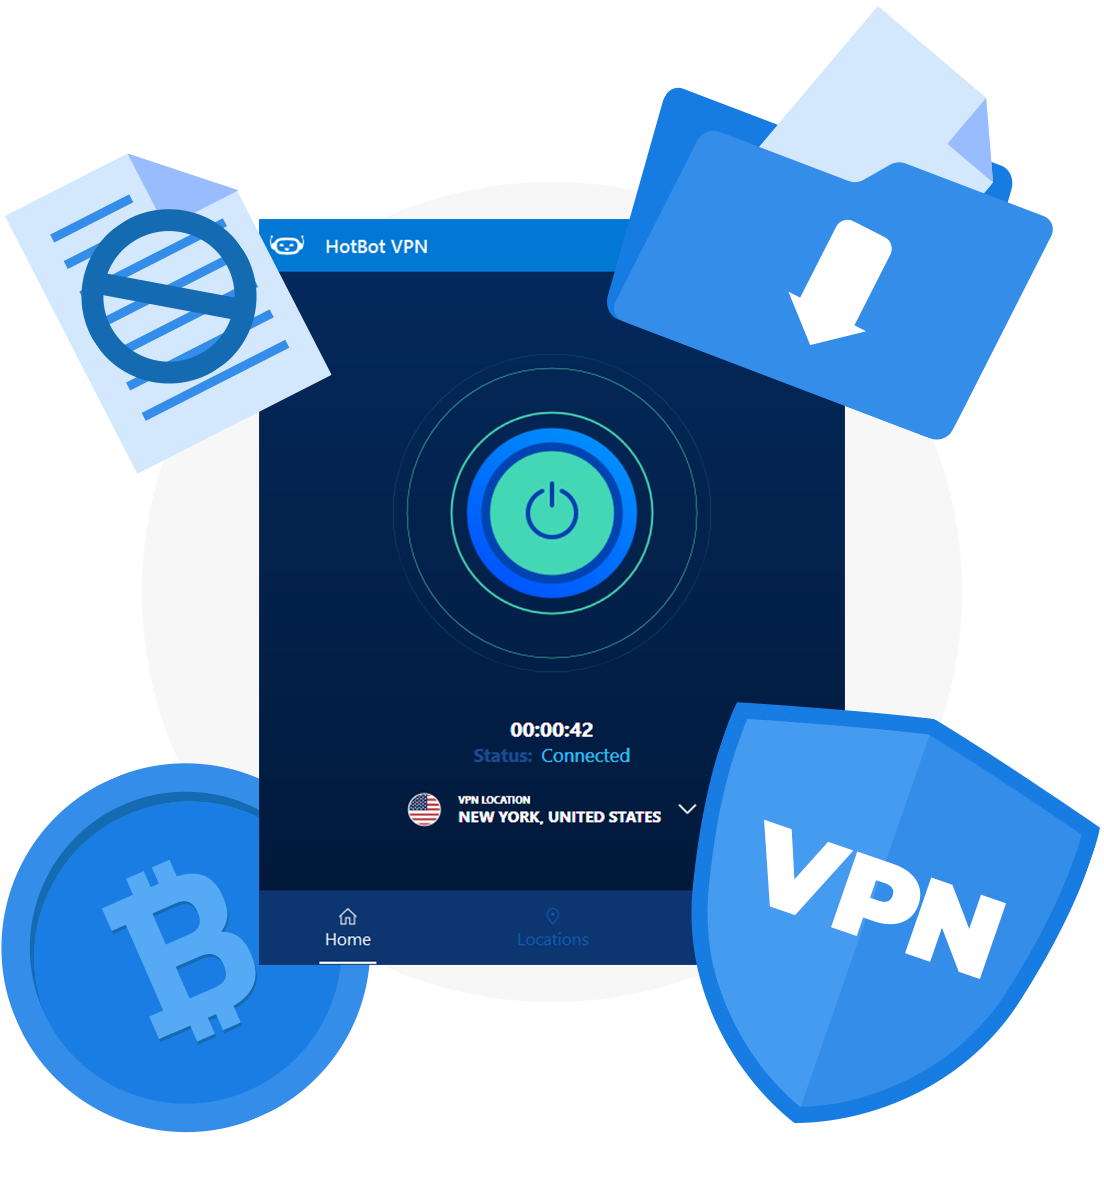 HotBot VPN
00:00:42
Status: Connected
VPN LOCATION
NEW YORK, UNITED STATES
Home
Locations
VPN